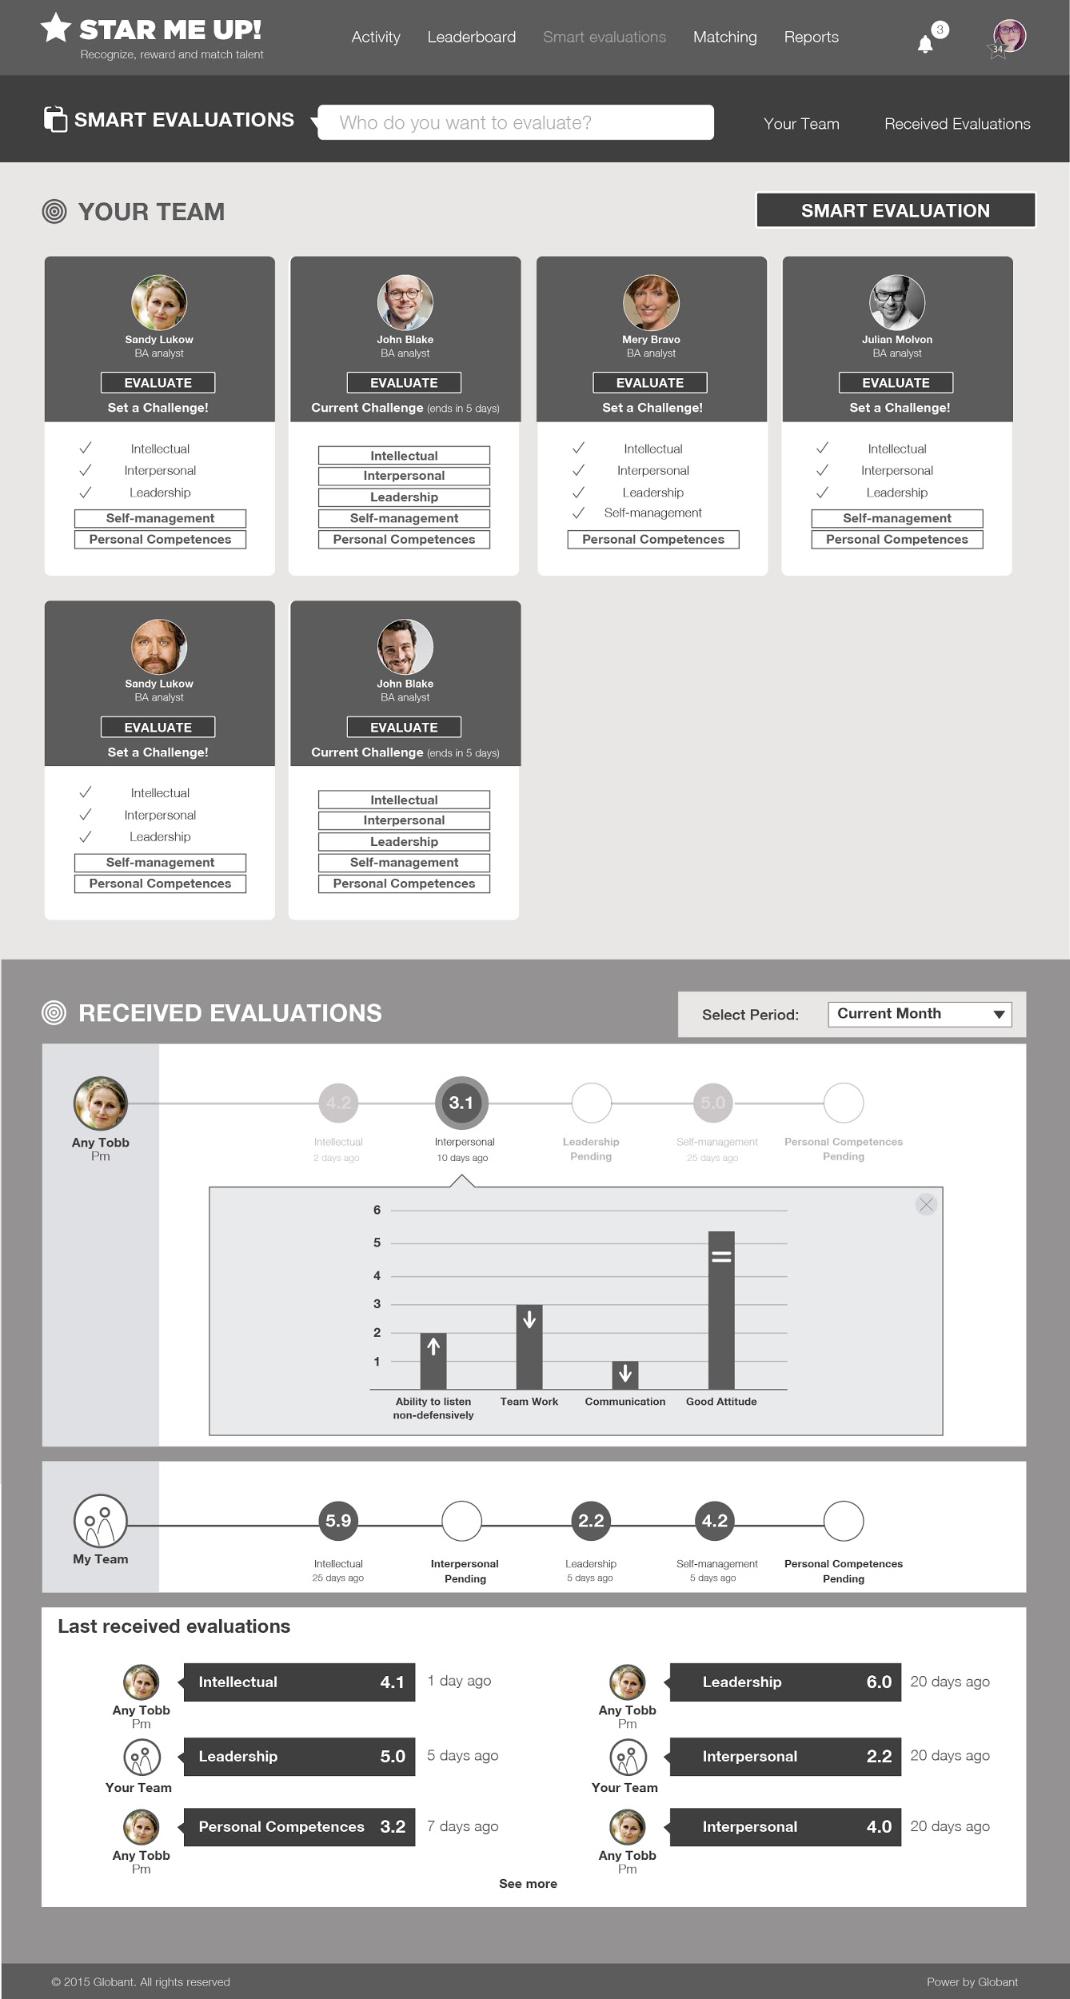 STAR ME UP!
Recognize, reward and match talent
Activity Leaderboard Smart evaluations Matching Reports
3
34
SMART EVALUATIONS
Who do you want to evaluate?
Your Team Received Evaluations
YOUR TEAM
SMART EVALUATION
Sandy Lukow
BA analyst
EVALUATE
Set a Challenge!
Intellectual
Interpersonal
Leadership
Self-management
Personal Competences
John Blake
BA analyst
EVALUATE
Current Challenge (ends in 5 days)
Intellectual
Interpersonal
Leadership
Self-management
Personal Competences
Mery Bravo
BA analyst
EVALUATE
Set a Challenge!
Intellectual
Interpersonal
Leadership
Self-management
Personal Competences
Julian Molvon
BA analyst
EVALUATE
Set a Challenge!
Intellectual
Interpersonal
Leadership
Self-management
Personal Competences
Sandy Lukow
BA analyst
EVALUATE
Set a Challenge!
Intellectual
Interpersonal
Leadership
Self-management
Personal Competences
John Blake
BA analyst
EVALUATE
Current Challenge (ends in 5 days)
Intellectual
Interpersonal
Leadership
Self-management
Personal Competences
RECEIVED EVALUATIONS
Select Period: Current Month
Any Tobb
Pm
4.2
Intellectual
2 days ago
3.1
Interpersonal
10 days ago
Leadership
Pending
5.0
Self-management
25 days ago
Personal Competences
Pending
6
5
4
3
2
1
Ability to listen
non-defensively
Team Work
Communication
Good Attitude
My Team
5.9
Intellectual
25 days ago
Interpersonal
Pending
2.2
Leadership
5 days ago
4.2
Self-management
5 days ago
Personal Competences
Pending
Last received evaluations
Any Tobb
Pm
Intellectual 4.1 1 day ago
Your Team
Leadership 5.0 5 days ago
Any Tobb
Pm
Personal Competences 3.2 7 days ago
Any Tobb
Pm
Leadership 6.0 20 days ago
Your Team
Interpersonal 2.2 20 days ago
Any Tobb
Pm
Interpersonal 4.0 20 days ago
See more
© 2015 Globant. All rights reserved
Power by Globant